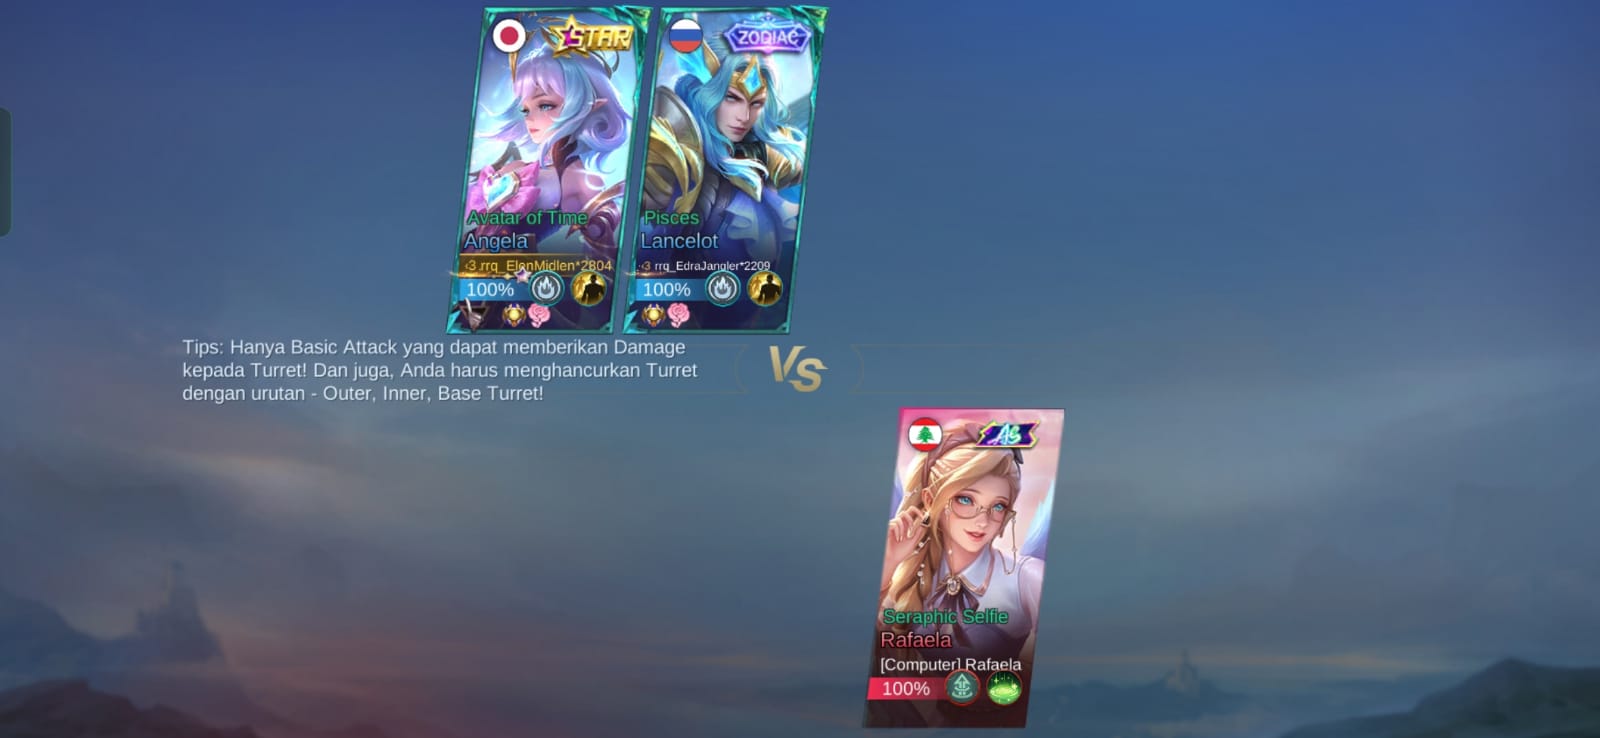 STAR
ZODIAC
Avatar of Time
Angela
‹3.rrq_ElenMidlen*2804
100%
Pisces
Lancelot
‹3 rrq_EdraJangler*2209
100%
Tips: Hanya Basic Attack yang dapat memberikan Damage
kepada Turret! Dan juga, Anda harus menghancurkan Turret
dengan urutan - Outer, Inner, Base Turret!
VS
AS
Seraphic Selfie
Rafaela
[Computer] Rafaela
100%